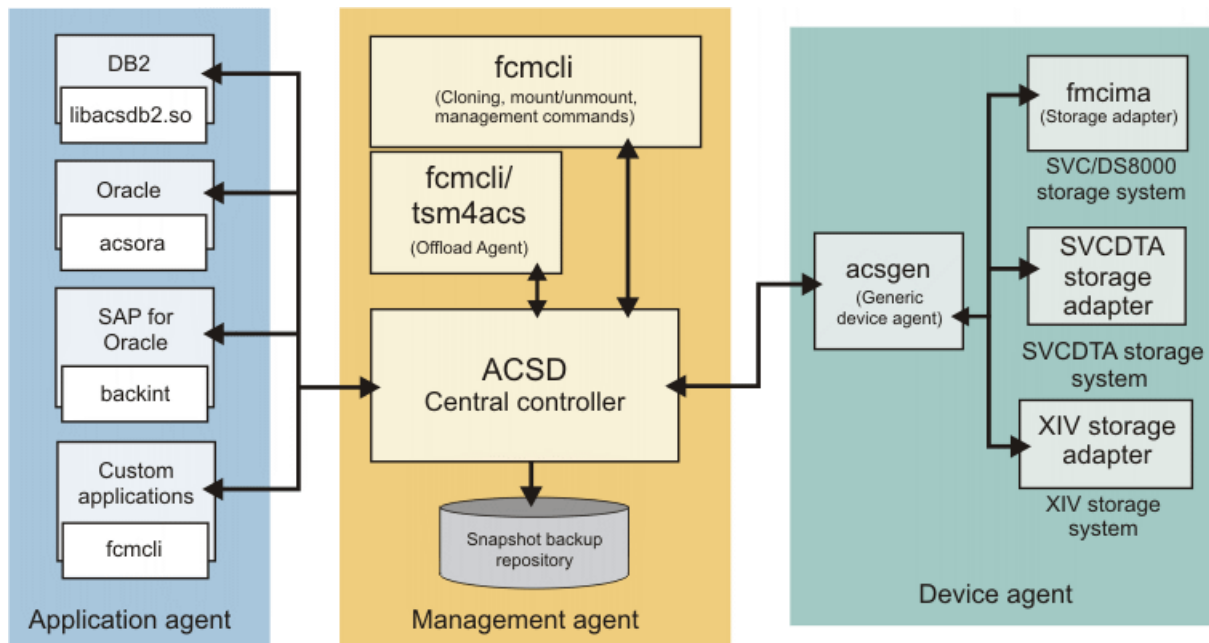 DB2
libacsdb2.so
Oracle
acsora
SAP for
Oracle
backint
Custom
applications
fcmcli
Application agent
fcmcli
(Cloning, mount/unmount,
management commands)
fcmcli/
tsm4acs
(Offload Agent)
ACSD
Central controller
Snapshot backup
repository
Management agent
acsgen
(Generic
device agent)
fmcima
(Storage adapter)
SVC/DS8000
storage system
SVCDTA
storage
adapter
SVCDTA storage
system
XIV storage
adapter
XIV storage
system
Device agent